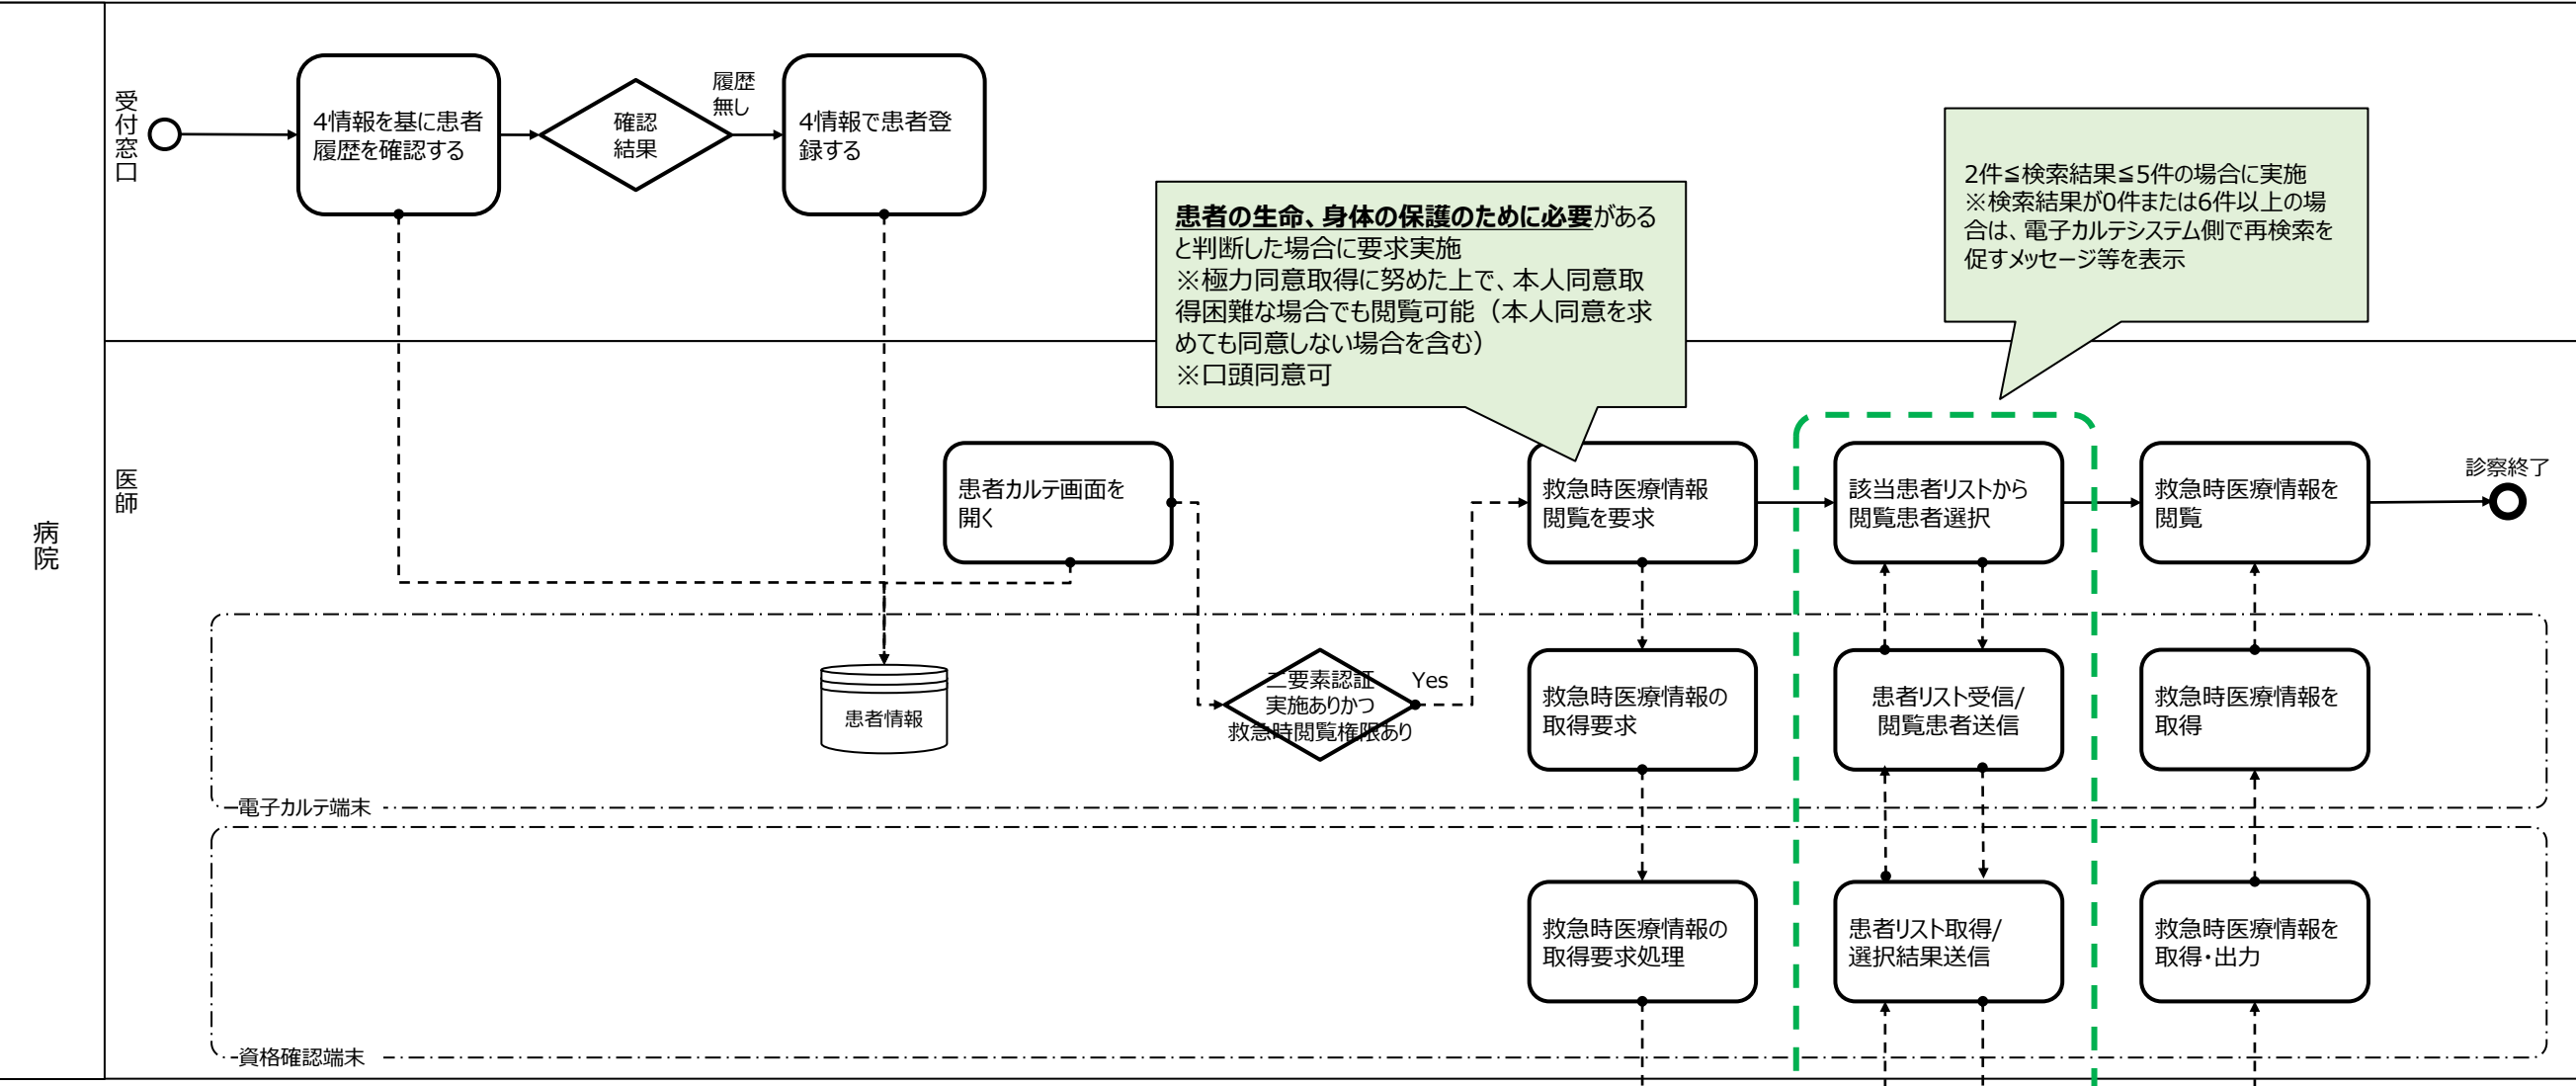 病院
受付窓口
4情報を基に患者
履歴を確認する
確認
結果
履歴
無し
4情報で患者登
録する
患者の生命、身体の保護のために必要がある
と判断した場合に要求実施
※極力同意取得に努めた上で、本人同意取
得困難な場合でも閲覧可能（本人同意を求
めても同意しない場合を含む）
※口頭同意可
2件≦検索結果≦5件の場合に実施
※検索結果が0件または6件以上の場
合は、電子カルテシステム側で再検索を
促すメッセージ等を表示
医師
患者カルテ画面を
開く
救急時医療情報
閲覧を要求
該当患者リストから
閲覧患者選択
救急時医療情報を
閲覧
診察終了
患者情報
二要素認証
実施ありかつ
救急時閲覧権限あり
Yes
救急時医療情報の
取得要求
患者リスト受信/
閲覧患者送信
救急時医療情報を
取得
電子カルテ端末
救急時医療情報の
取得要求処理
患者リスト取得/
選択結果送信
救急時医療情報を
取得・出力
資格確認端末